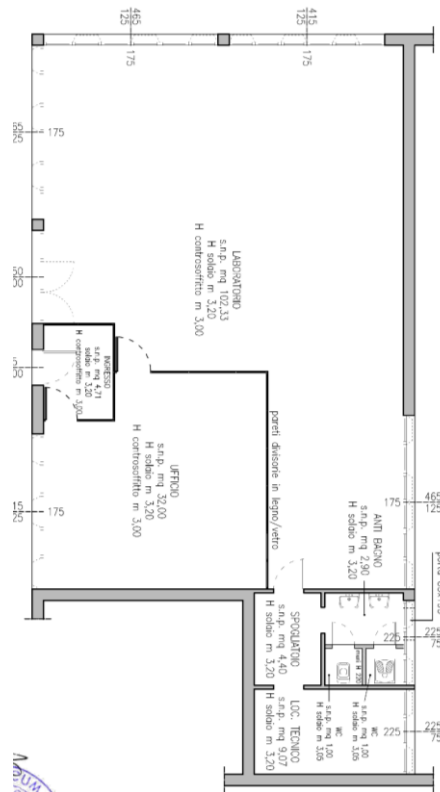 465
125
415
175
175
175
LABORATORIO
s.n.p. mq 102,33
H solaio m 3,20
H controsoffitto m 3,00
INGRESSO
s.n.p. mq 4,71
H solaio m 3,20
H controsoffitto m 3,00
UFFICIO
s.n.p. mq 32,00
H solaio m 3,20
H controsoffitto m 3,00
pareti divisorie in legno/vetro
175
465
125
175
ANTI BAGNO
s.n.p. mq 2,90
H solaio m 3,20
225
75
SPOGLIATOIO
s.n.p. mq 4,40
H solaio m 3,20
WC
s.n.p. mq 1,00
H solaio m 3,05
WC
s.n.p. mq 1,00
H solaio m 3,05
LOC. TECNICO
s.n.p. mq 9,07
H solaio m 3,20
225
225
75